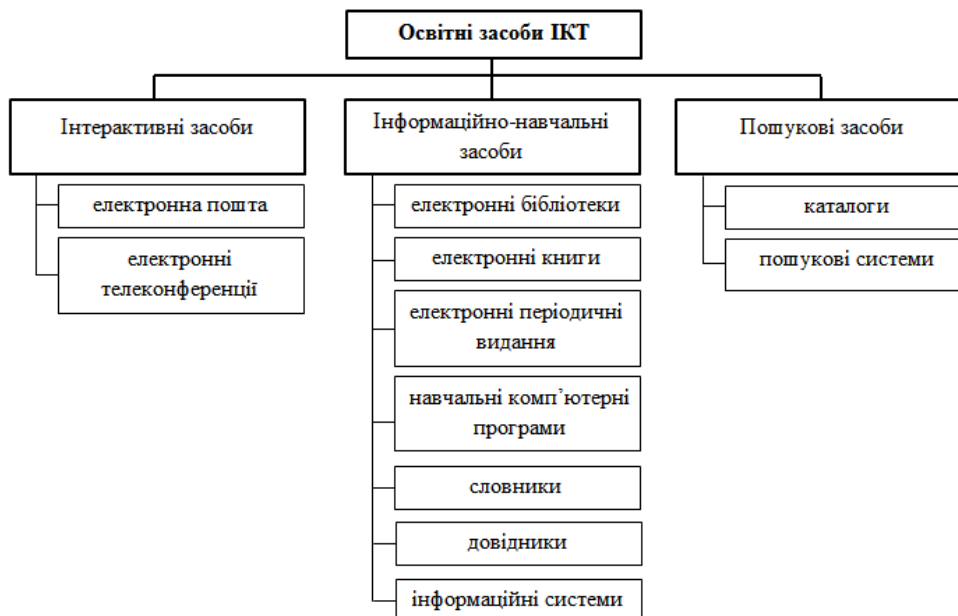 Освітні засоби ІКТ
Інтерактивні засоби
електронна пошта
електронні
телеконференції
Інформаційно-навчальні
засоби
електронні бібліотеки
електронні книги
електронні періодичні
видання
навчальні комп’ютерні
програми
словники
довідники
інформаційні системи
Пошукові засоби
каталоги
пошукові системи